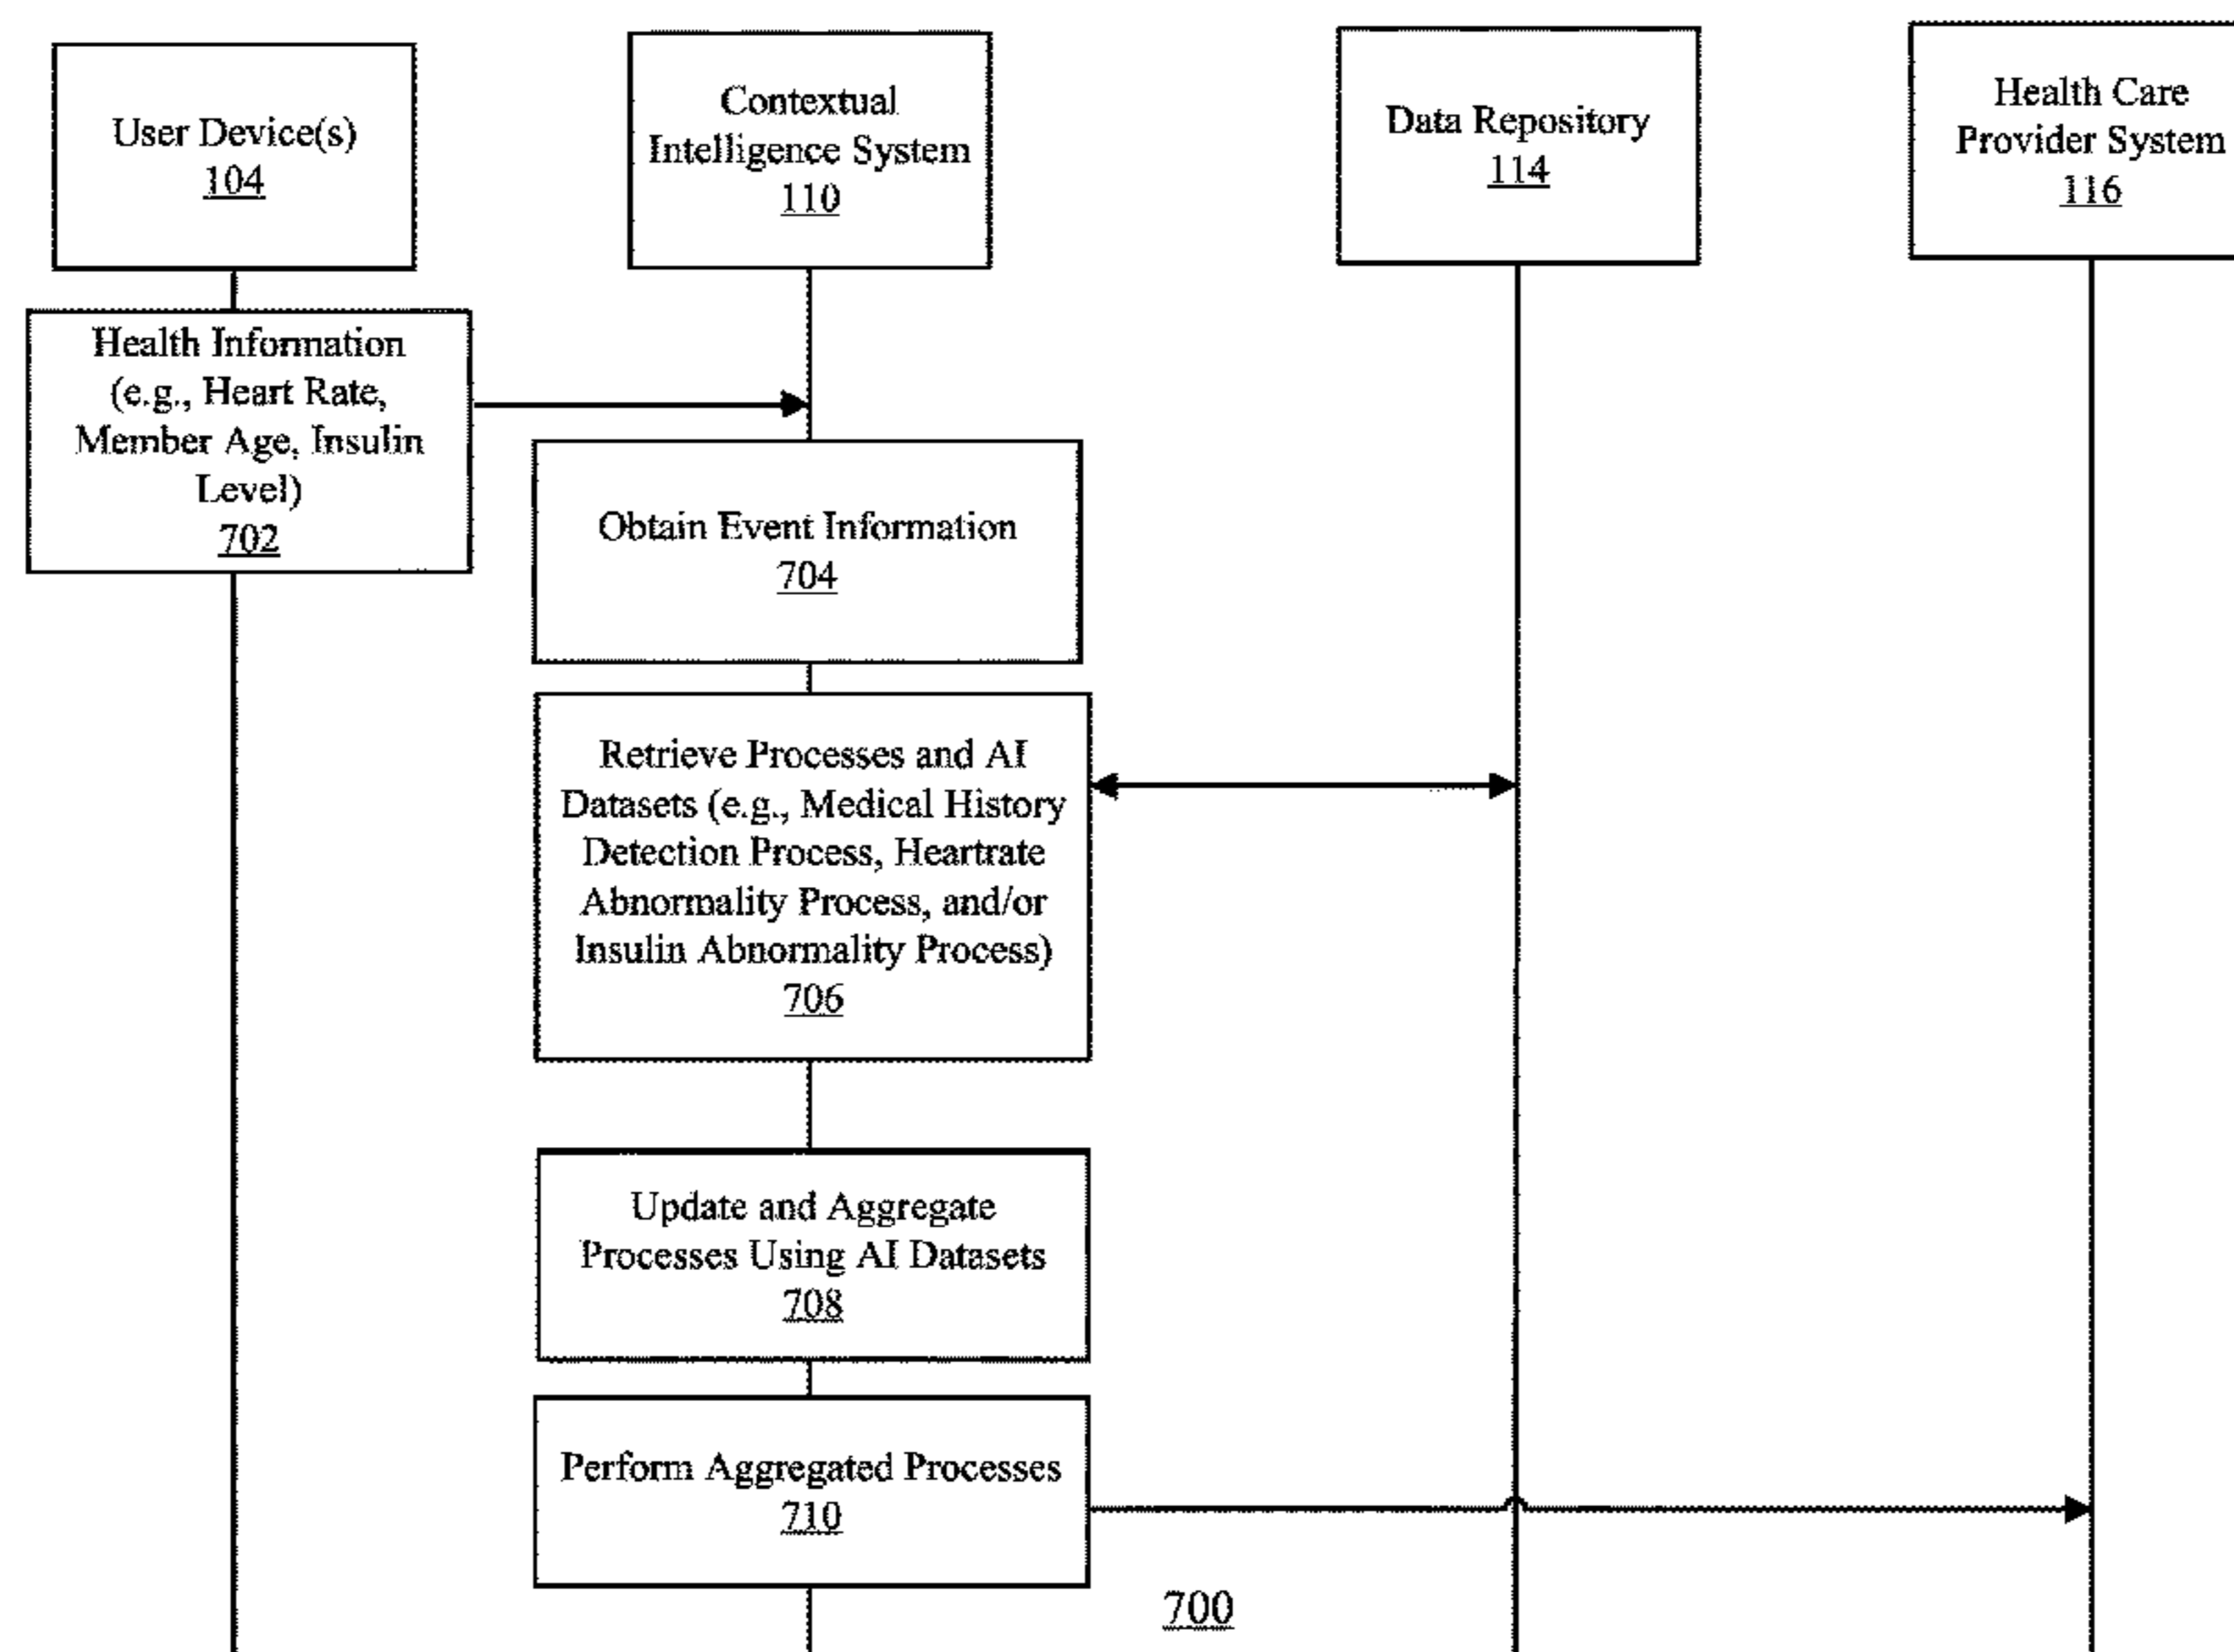 User Device(s)
104
Contextual
Intelligence System
110
Data Repository
114
Health Care
Provider System
116
Health Information
(e.g., Heart Rate,
Member Age, Insulin
Level)
702
Obtain Event Information
704
Retrieve Processes and AI
Datasets (e.g., Medical History
Detection Process, Heartrate
Abnormality Process, and/or
Insulin Abnormality Process)
706
Update and Aggregate
Processes Using AI Datasets
708
Perform Aggregated Processes
710
700